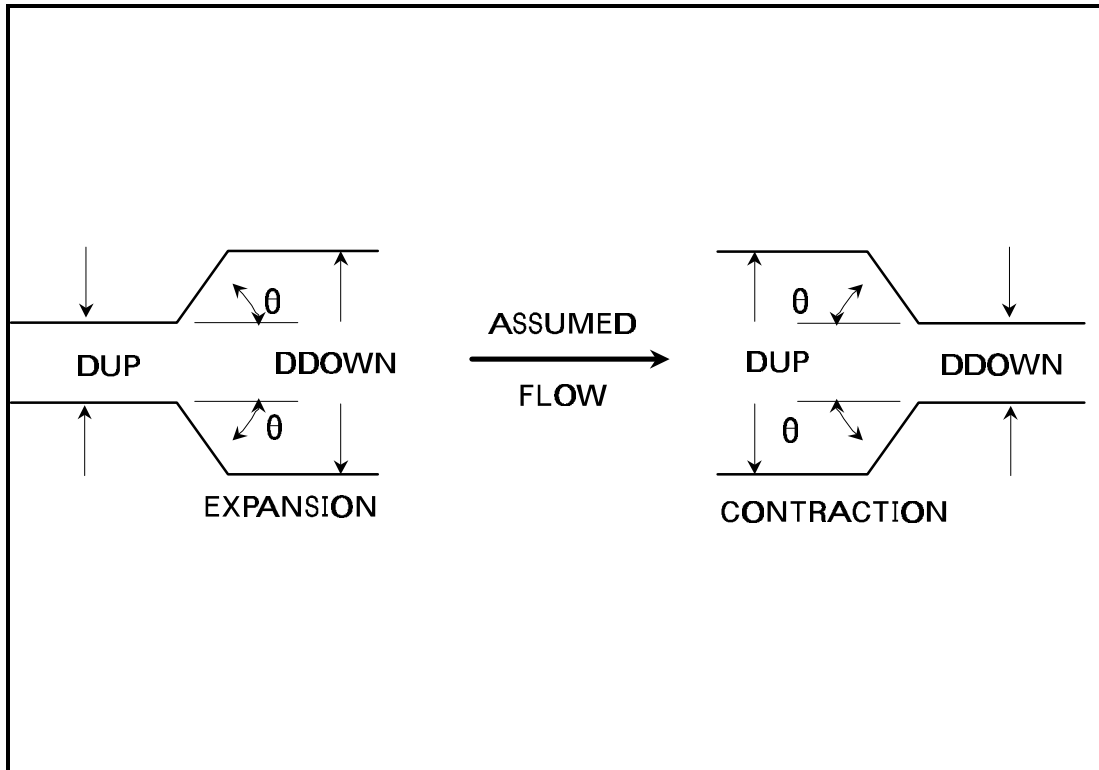 θ
DUP
DDOWN
θ
EXPANSION
ASSUMED
FLOW
θ
DUP
DDOWN
θ
CONTRACTION